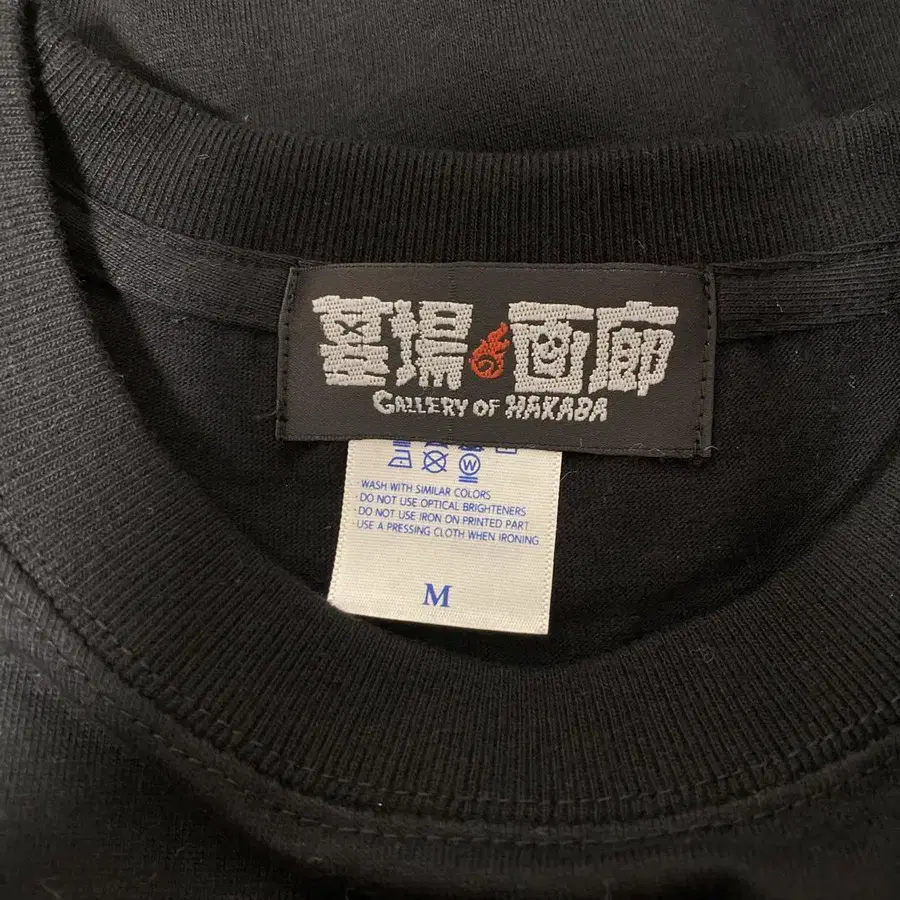 墓場画廊
GALLERY OF HAKABA
W
·WASH WITH SIMILAR COLORS
·DO NOT USE OPTICAL BRIGHTENERS
·DO NOT USE IRON ON PRINTED PART
·USE A PRESSING CLOTH WHEN IRONING
M